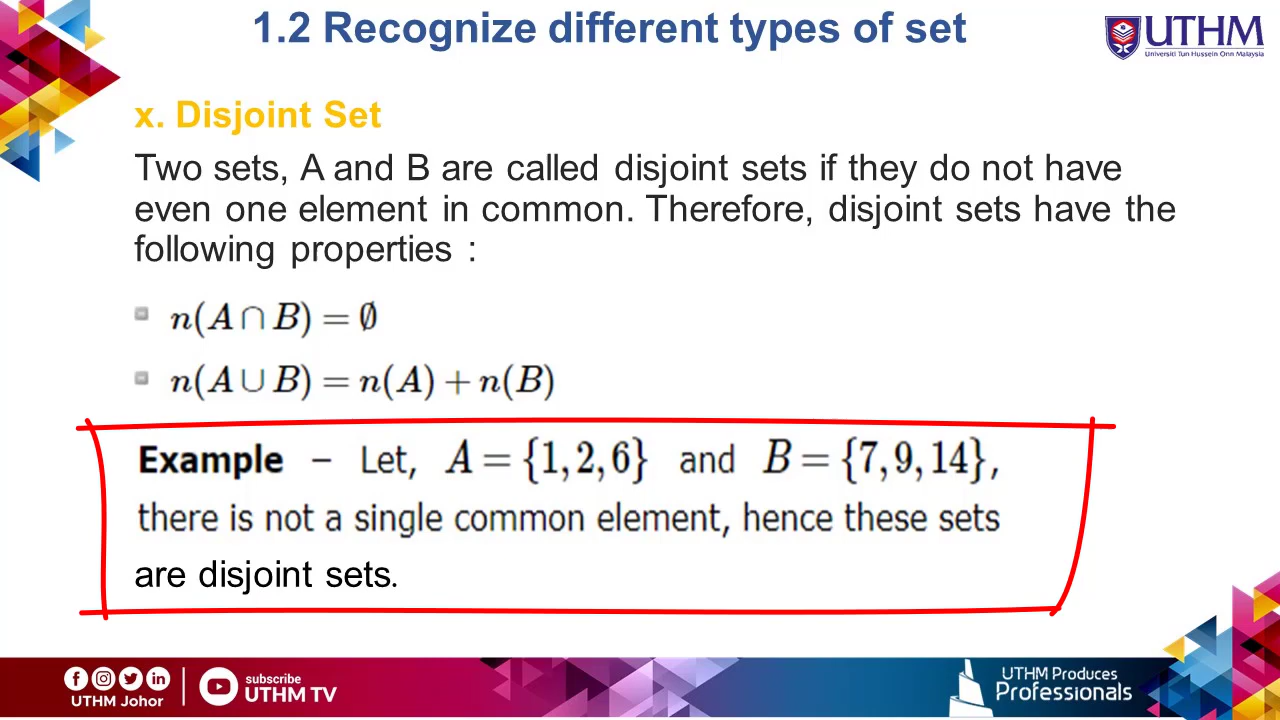 1.2 Recognize different types of set
UTHM
Universiti Tun Hussein Onn Malaysia
x. Disjoint Set
Two sets, A and B are called disjoint sets if they do not have
even one element in common. Therefore, disjoint sets have the
following properties :
n(A ∩ B) = ∅
n(A ∪ B) = n(A) + n(B)
Example – Let, A = {1, 2, 6} and B = {7, 9, 14},
there is not a single common element, hence these sets
are disjoint sets.
UTHM Johor
subscribe
UTHM TV
UTHM Produces
Professionals